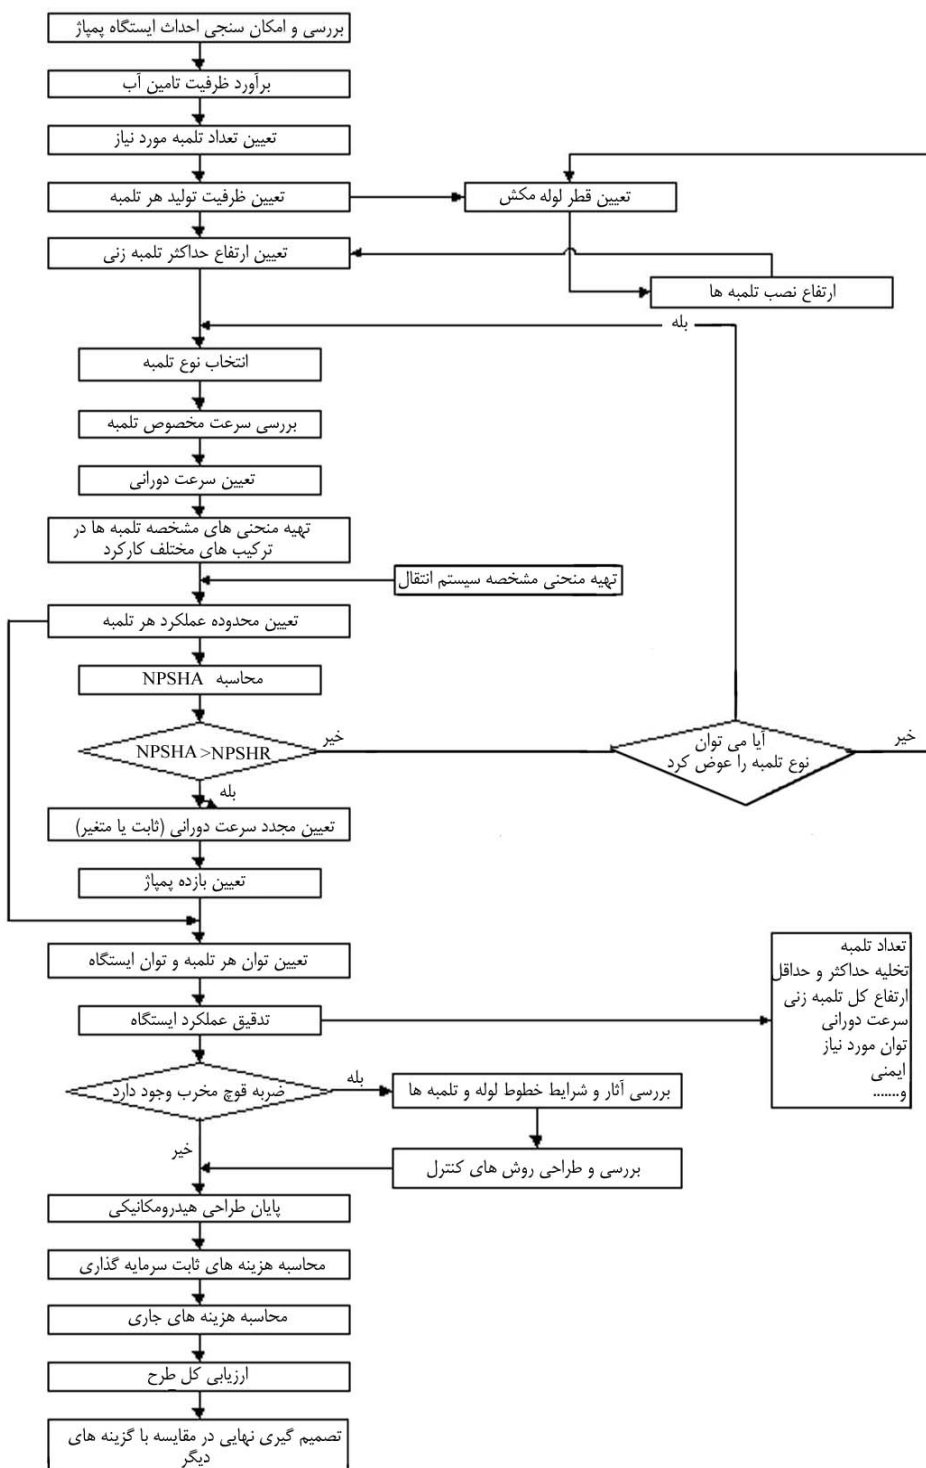 بررسی و امکان سنجی احداث ایستگاه پمپاژ
برآورد ظرفیت تامین آب
تعیین تعداد تلمبه مورد نیاز
تعیین ظرفیت تولید هر تلمبه
تعیین قطر لوله مکش
تعیین ارتفاع حداکثر تلمبه زنی
ارتفاع نصب تلمبه ها
بله
انتخاب نوع تلمبه
بررسی سرعت مخصوص تلمبه
تعیین سرعت دورانی
تهیه منحنی های مشخصه تلمبه ها در
ترکیب های مختلف کارکرد
تهیه منحنی مشخصه سیستم انتقال
تعیین محدوده عملکرد هر تلمبه
محاسبه NPSHA
NPSHA>NPSHR
خیر
آیا می توان
نوع تلمبه را عوض کرد
خیر
بله
تعیین مجدد سرعت دورانی (ثابت یا متغیر)
تعیین بازده پمپاژ
تعیین توان هر تلمبه و توان ایستگاه
تدقیق عملکرد ایستگاه
تعداد تلمبه
تخلیه حداکثر و حداقل
ارتفاع کل تلمبه زنی
سرعت دورانی
توان مورد نیاز
ایمنی
و.......
ضربه قوچ مخرب وجود دارد
بله
بررسی آثار و شرایط خطوط لوله و تلمبه ها
خیر
بررسی و طراحی روش های کنترل
پایان طراحی هیدرومکانیکی
محاسبه هزینه های ثابت سرمایه گذاری
محاسبه هزینه های جاری
ارزیابی کل طرح
تصمیم گیری نهایی در مقایسه با گزینه های
دیگر